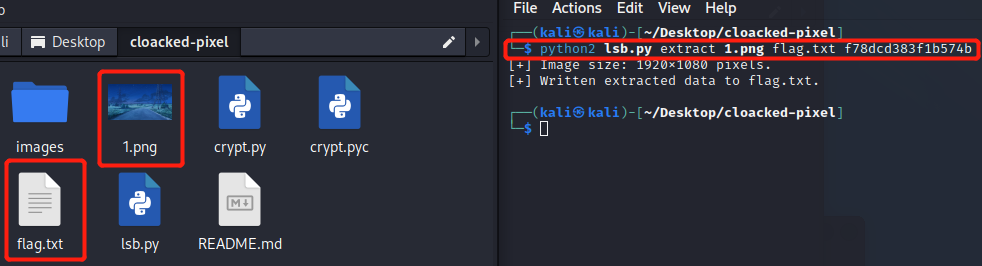 File Actions Edit View Help
li Desktop cloacked-pixel
images 1.png crypt.py crypt.pyc
flag.txt lsb.py README.md
┌──(kali㉿kali)-[~/Desktop/cloacked-pixel]
└─$ python2 lsb.py extract 1.png flag.txt f78dcd383f1b574b
[+] Image size: 1920×1080 pixels.
[+] Written extracted data to flag.txt.
┌──(kali㉿kali)-[~/Desktop/cloacked-pixel]
└─$